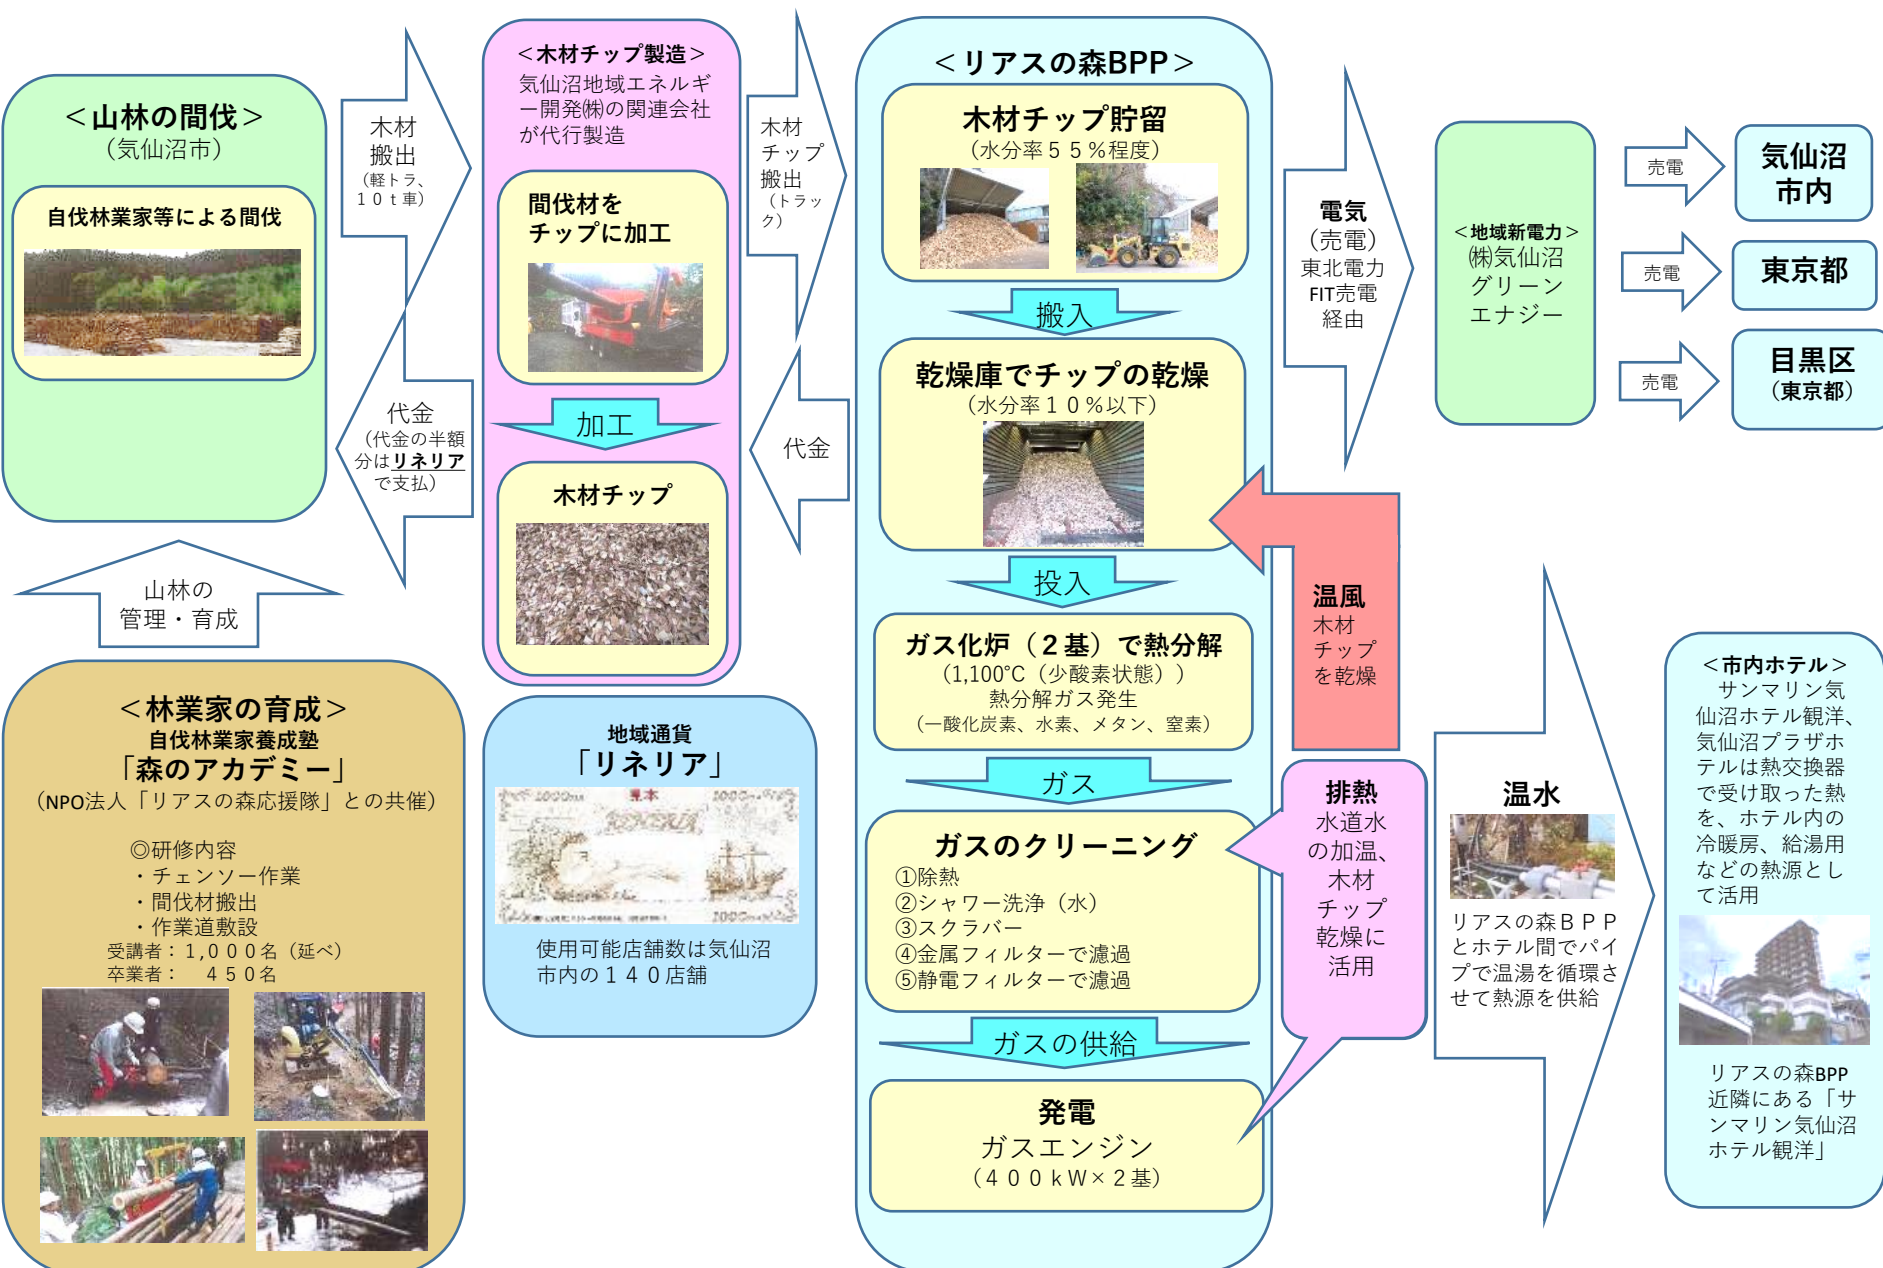 ＜山林の間伐＞
（気仙沼市）
自伐林業家等による間伐
木材
搬出
（軽トラ、
１０ｔ車）
代金
（代金の半額
分はリネリア
で支払）
山林の
管理・育成
＜林業家の育成＞
自伐林業家養成塾
「森のアカデミー」
（NPO法人「リアスの森応援隊」との共催）
◎研修内容
・チェンソー作業
・間伐材搬出
・作業道敷設
受講者：１,０００名（延べ）
卒業者：　４５０名
＜木材チップ製造＞
気仙沼地域エネルギ
ー開発㈱の関連会社
が代行製造
間伐材を
チップに加工
加工
木材チップ
地域通貨
「リネリア」
見本
使用可能店舗数は気仙沼
市内の１４０店舗
木材
チップ
搬出
（トラッ
ク）
代金
＜リアスの森BPP＞
木材チップ貯留
（水分率５５％程度）
搬入
乾燥庫でチップの乾燥
（水分率１０％以下）
投入
ガス化炉（２基）で熱分解
（1,100℃（少酸素状態））
熱分解ガス発生
（一酸化炭素、水素、メタン、窒素）
ガス
ガスのクリーニング
①除熱
②シャワー洗浄（水）
③スクラバー
④金属フィルターで濾過
⑤静電フィルターで濾過
ガスの供給
発電
ガスエンジン
（４００ｋＷ×２基）
電気
（売電）
東北電力
FIT売電
経由
温風
木材
チップ
を乾燥
排熱
水道水
の加温、
木材
チップ
乾燥に
活用
＜地域新電力＞
㈱気仙沼
グリーン
エナジー
売電
気仙沼
市内
売電
東京都
売電
目黒区
（東京都）
温水
リアスの森ＢＰＰ
とホテル間でパイ
プで温湯を循環さ
せて熱源を供給
＜市内ホテル＞
サンマリン気
仙沼ホテル観洋、
気仙沼プラザホ
テルは熱交換器
で受け取った熱
を、ホテル内の
冷暖房、給湯用
などの熱源とし
て活用
リアスの森BPP
近隣にある「サ
ンマリン気仙沼
ホテル観洋」